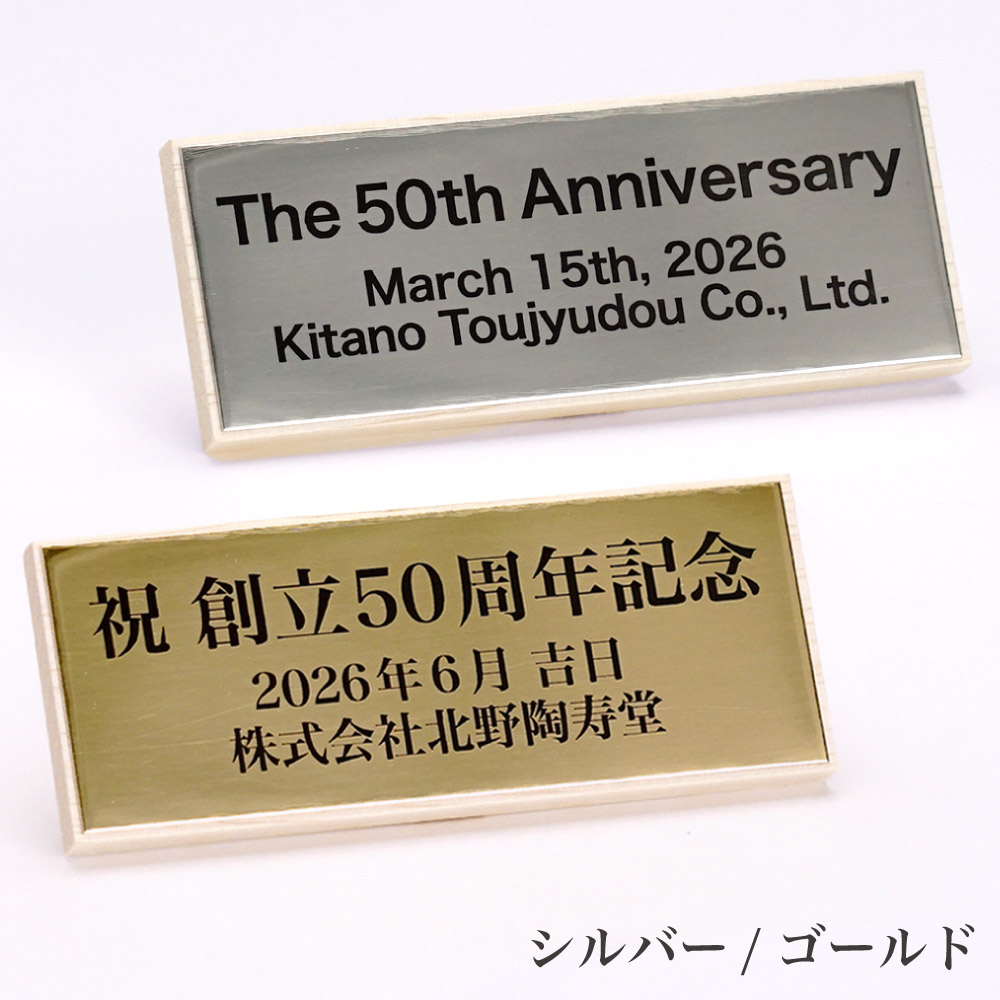 The 50th Anniversary
March 15th, 2026
Kitano Toujyudou Co., Ltd.
祝 創立50周年記念
2026年6月 吉日
株式会社北野陶寿堂
シルバー / ゴールド